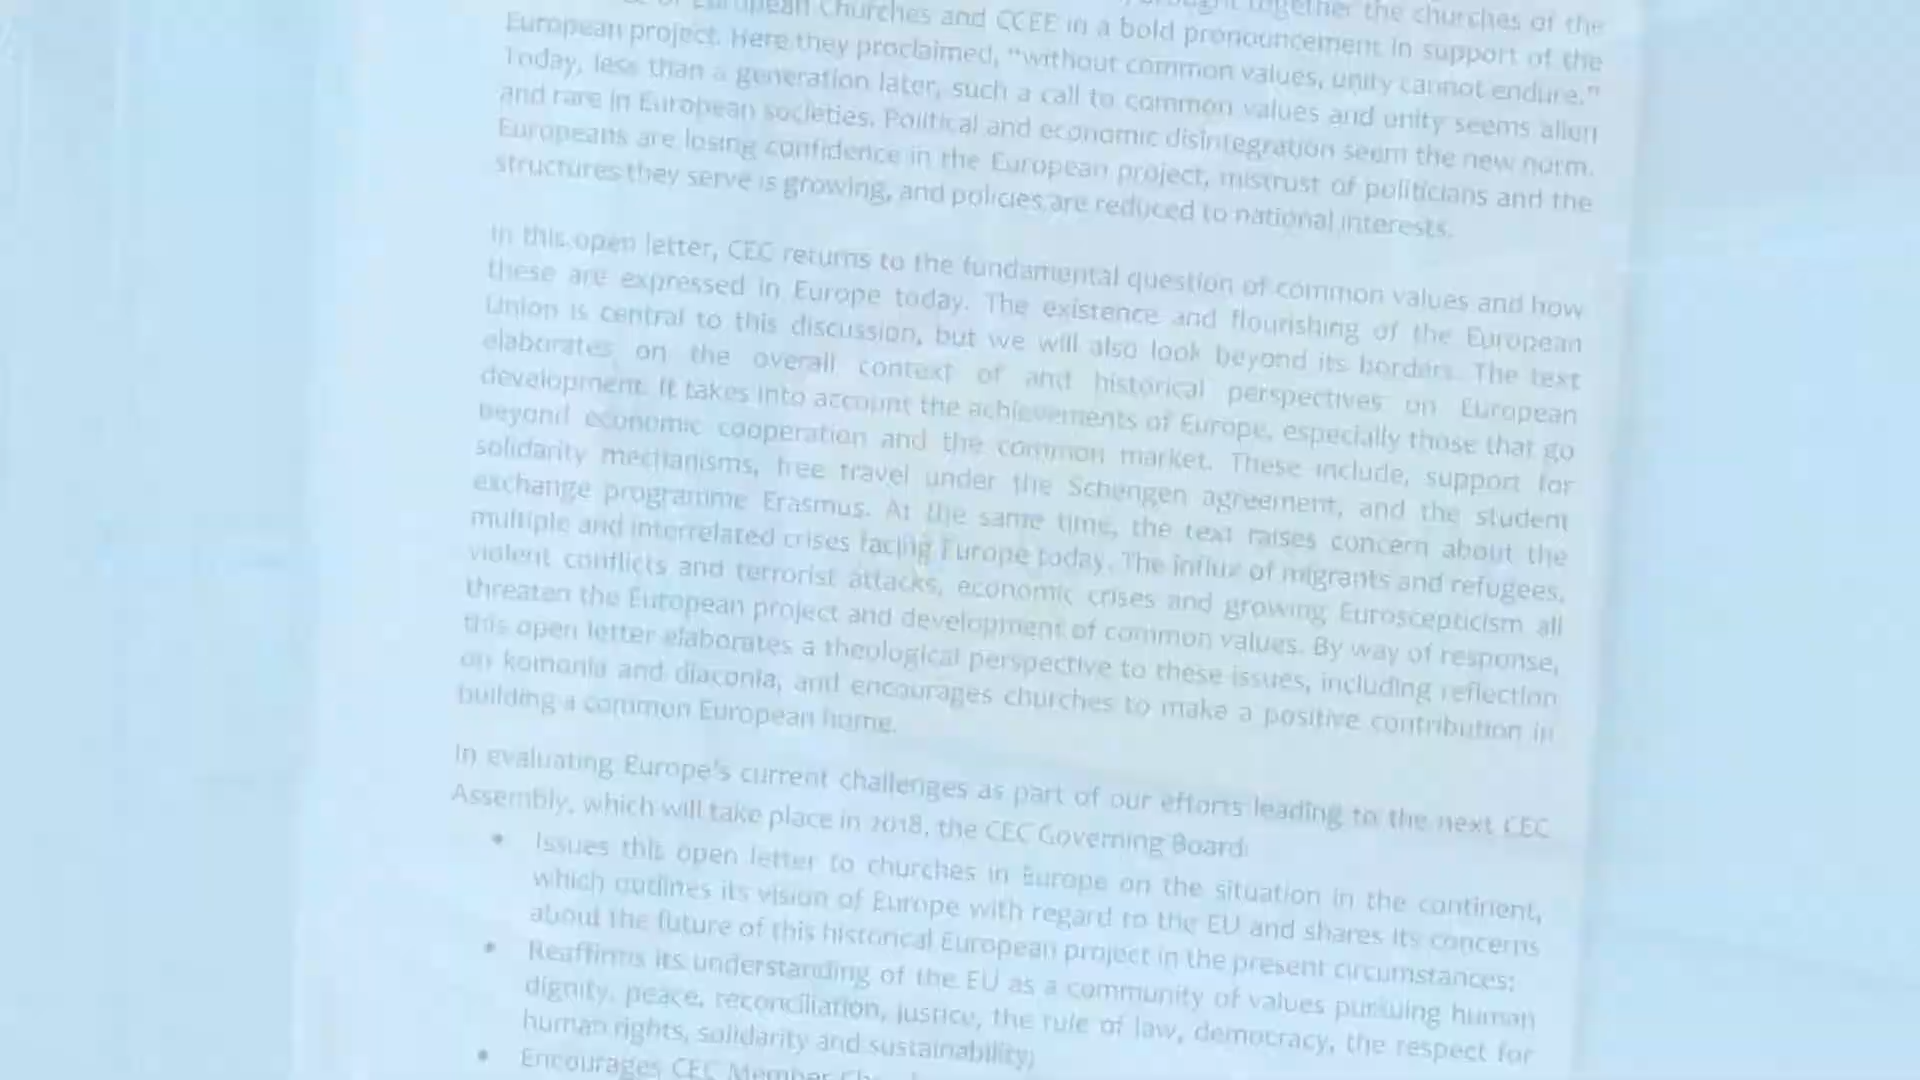 European Churches and CCEE in a bold pronouncement in support of the
together the churches of the
European project. Here they proclaimed, "without common values, unity cannot endure."
Today, less than a generation later, such a call to common values and unity seems alien
and rare in European societies. Political and economic disintegration seem the new norm.
Europeans are losing confidence in the European project, mistrust of politicians and the
structures they serve is growing, and policies are reduced to national interests.
In this open letter, CEC returns to the fundamental question of common values and how
these are expressed in Europe today. The existence and flourishing of the European
Union is central to this discussion, but we will also look beyond its borders. The text
elaborates on the overall context of and historical perspectives on European
development. It takes into account the achievements of Europe, especially those that go
beyond economic cooperation and the common market. These include, support for
solidarity mechanisms, free travel under the Schengen agreement, and the student
exchange programme Erasmus. At the same time, the text raises concern about the
multiple and interrelated crises facing Europe today. The influx of migrants and refugees,
violent conflicts and terrorist attacks, economic crises and growing Euroscepticism all
threaten the European project and development of common values. By way of response,
this open letter elaborates a theological perspective to these issues, including reflection
on koinonia and diaconia, and encourages churches to make a positive contribution in
building a common European home.
In evaluating Europe's current challenges as part of our efforts leading to the next CEC
Assembly, which will take place in 2018, the CEC Governing Board:
• Issues this open letter to churches in Europe on the situation in the continent,
which outlines its vision of Europe with regard to the EU and shares its concerns
about the future of this historical European project in the present circumstances;
• Reaffirms its understanding of the EU as a community of values pursuing human
dignity, peace, reconciliation, justice, the rule of law, democracy, the respect for
human rights, solidarity and sustainability;
• Encourages CEC Member